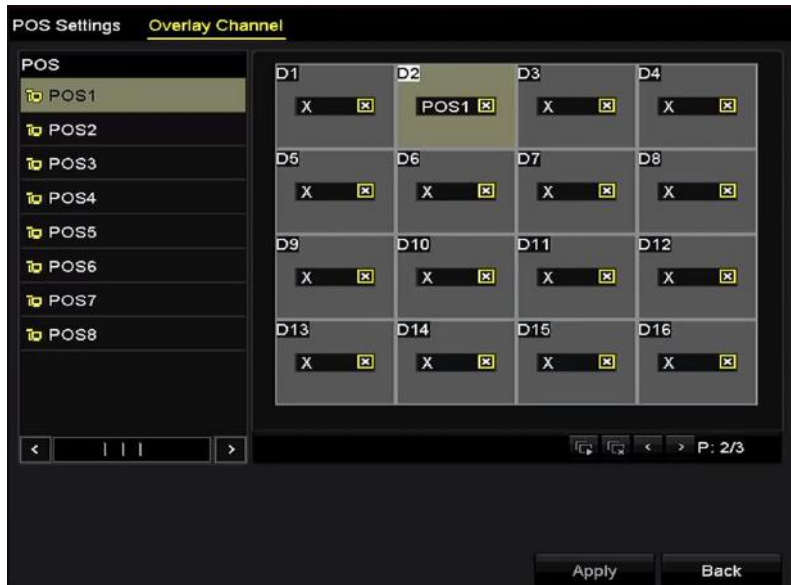 POS Settings Overlay Channel
POS
POS1
POS2
POS3
POS4
POS5
POS6
POS7
POS8
D1 D2 D3 D4
X POS1 X X
D5 D6 D7 D8
X X X X
D9 D10 D11 D12
X X X X
D13 D14 D15 D16
X X X X
P: 2/3
Apply Back